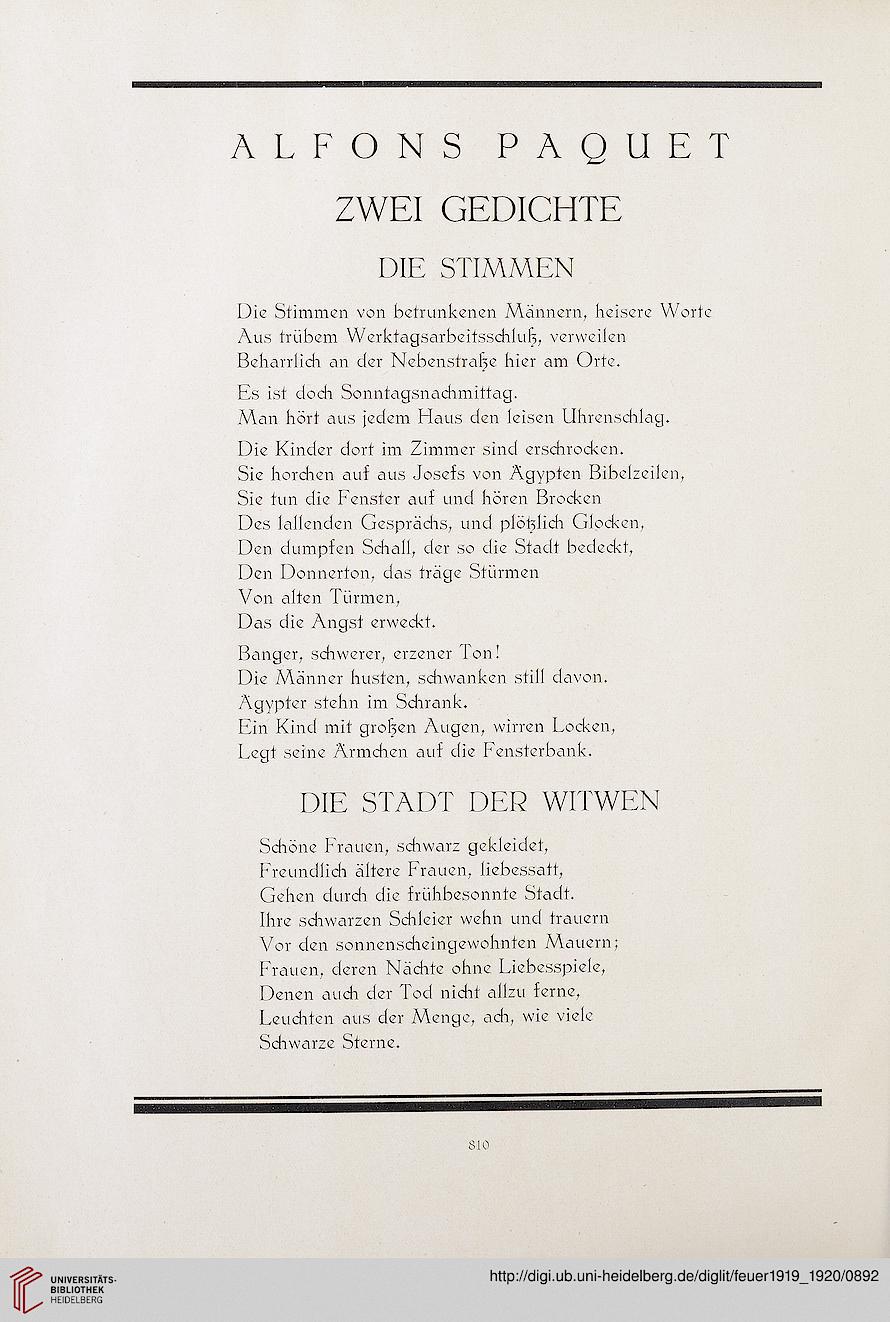 ALFONS PAQUET
ZWEI GEDICHTE
DIE STIMMEN
Die Stimmen von betrunkenen Männern, heisere Worte
Aus trübem Werktagsarbeitsschluß, verweilen
Beharrlich an der Nebenstraße hier am Orte.
Es ist doch Sonntagsnachmittag.
Man hört aus jedem Haus den leisen Uhrenschlag.
Die Kinder dort im Zimmer sind erschrocken.
Sie horchen auf aus Josefs von Ägypten Bibelzeilen,
Sie tun die Fenster auf und hören Brocken
Des lallenden Gesprächs, und plötzlich Glocken,
Den dumpfen Schall, der so die Stadt bedeckt,
Den Donnerton, das träge Stürmen
Von alten Türmen,
Das die Angst erweckt.
Banger, schwerer, erzener Ton!
Die Männer husten, schwanken still davon.
Ägypter stehn im Schrank.
Ein Kind mit großen Augen, wirren Locken,
Legt seine Ärmchen auf die Fensterbank.
DIE STADT DER WITWEN
Schöne Frauen, schwarz gekleidet,
Freundlich ältere Frauen, liebessatt,
Gehen durch die frühbesonnte Stadt.
Ihre schwarzen Schleier wehn und trauern
Vor den sonnenscheingewohnten Mauern;
Frauen, deren Nächte ohne Liebesspiele,
Denen auch der Tod nicht allzu ferne,
Leuchten aus der Menge, ach, wie viele
Schwarze Sterne.
810
UNIVERSITÄTS-
BIBLIOTHEK
HEIDELBERG
http://digi.ub.uni-heidelberg.de/diglit/feuer1919_1920/0892